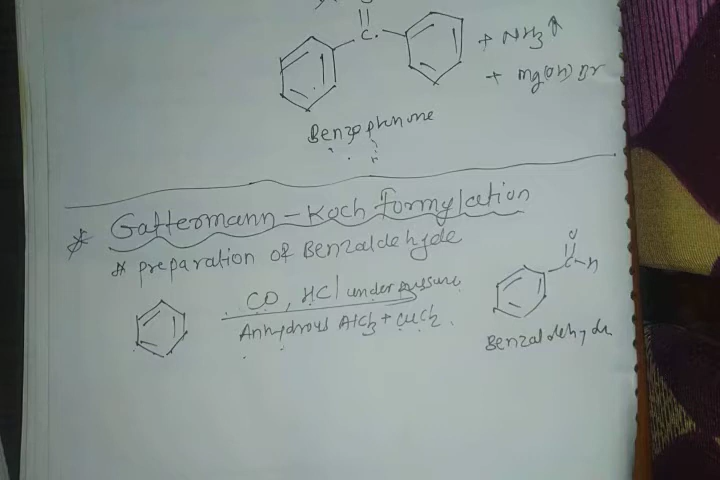 O
C.
+ NH3↑
+ mg(OH)Br
Benzophenone
* Gattermann - Koch Formylation
* preparation of Benzaldehyde
CO, HCl under pressure
Anhydrous AlCl3 + CuCl2.
O
C-H
Benzaldehyde